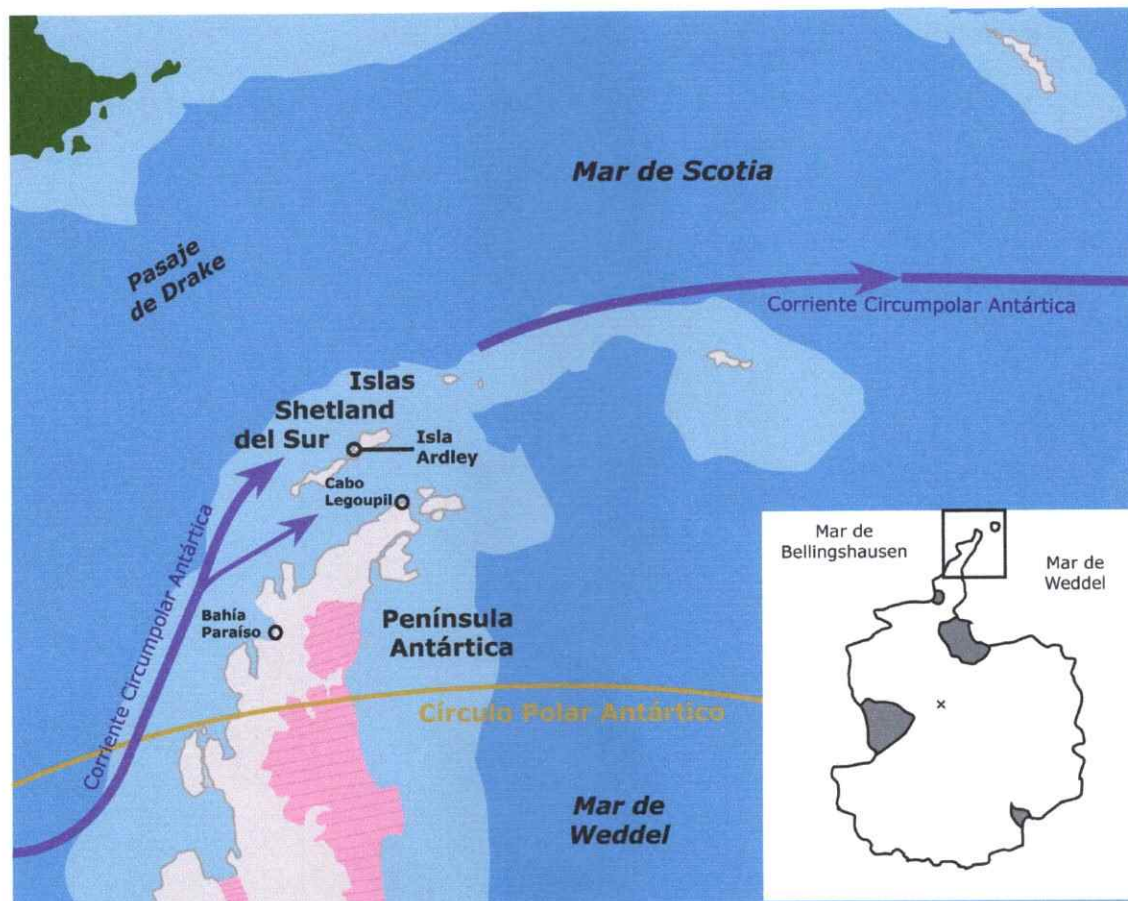 Mar de Scotia
Pasaje
de Drake
Corriente Circumpolar Antártica
Islas
Shetland
del Sur
Isla
Ardley
Cabo
Legoupil
Corriente Circumpolar Antártica
Bahía
Paraíso
Península
Antártica
Círculo Polar Antártico
Mar de
Weddel
Mar de
Bellingshausen
Mar de
Weddel